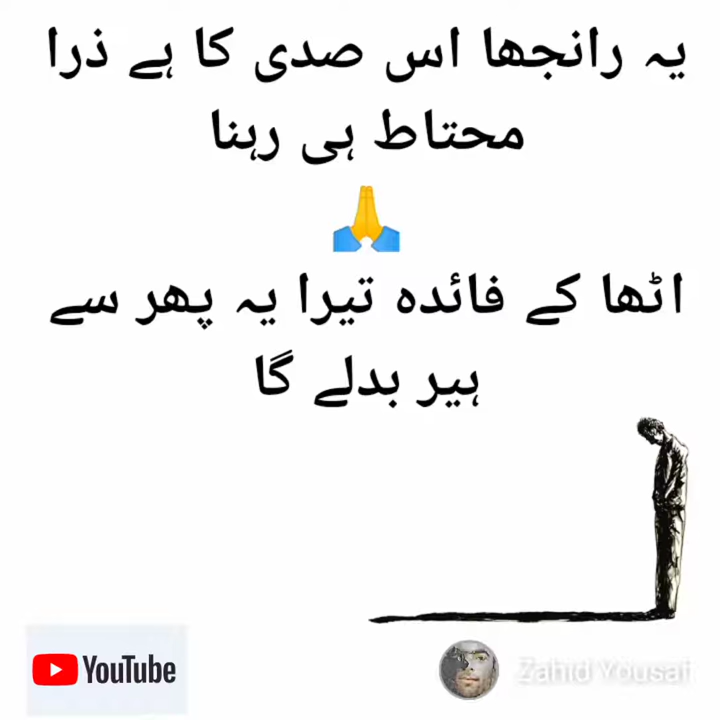 یہ رانجھا اس صدی کا ہے ذرا
محتاط ہی رہنا
🙏
اٹھا کے فائدہ تیرا یہ پھر سے
ہیر بدلے گا
YouTube
Zahid Yousaf